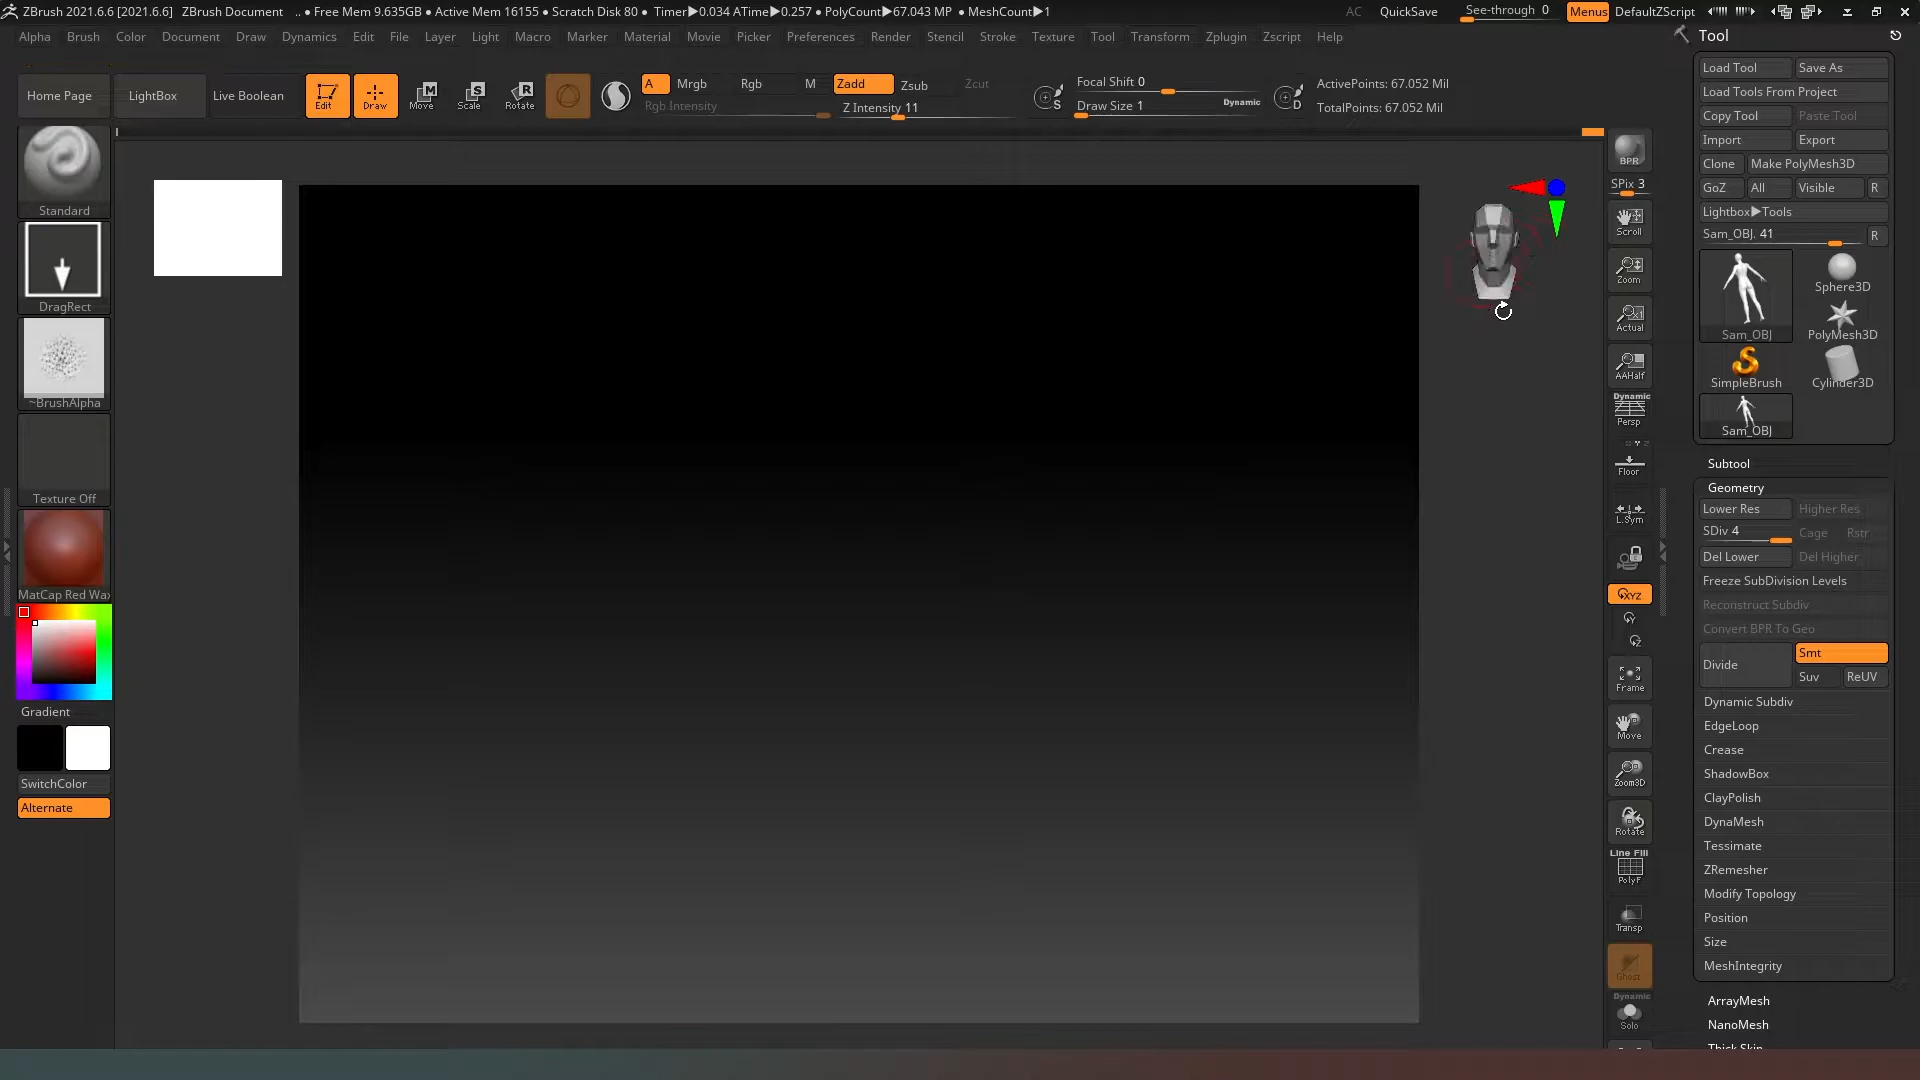 ZBrush 2021.6.6 [2021.6.6] ZBrush Document .. ● Free Mem 9.635GB ● Active Mem 16155 ● Scratch Disk 80 ● Timer▶0.034 ATime▶0.257 ● PolyCount▶67.043 MP ● MeshCount▶1 AC QuickSave See-through 0 Menus DefaultZScript
Alpha Brush Color Document Draw Dynamics Edit File Layer Light Macro Marker Material Movie Picker Preferences Render Stencil Stroke Texture Tool Transform Zplugin Zscript Help
Home Page LightBox Live Boolean Edit Draw Move Scale Rotate
A Mrgb Rgb M Zadd Zsub Zcut
Rgb Intensity Z Intensity 11
S Focal Shift 0
Draw Size 1 Dynamic D
ActivePoints: 67.052 Mil
TotalPoints: 67.052 Mil
Standard
DragRect
~BrushAlpha
Texture Off
MatCap Red Wax
Gradient
SwitchColor
Alternate
BPR
SPix 3
Scroll
Zoom
Actual
AAHalf
Dynamic
Persp
Floor
L.Sym
XYZ
Y
Z
Frame
Move
Zoom3D
Rotate
Line Fill
PolyF
Transp
Ghost
Dynamic
Solo
Tool
Load Tool Save As
Load Tools From Project
Copy Tool Paste Tool
Import Export
Clone Make PolyMesh3D
GoZ All Visible R
Lightbox▶Tools
Sam_OBJ. 41 R
Sam_OBJ Sphere3D
PolyMesh3D
SimpleBrush Cylinder3D
Sam_OBJ
Subtool
Geometry
Lower Res Higher Res
SDiv 4 Cage Rstr
Del Lower Del Higher
Freeze SubDivision Levels
Reconstruct Subdiv
Convert BPR To Geo
Divide Smt
Suv ReUV
Dynamic Subdiv
EdgeLoop
Crease
ShadowBox
ClayPolish
DynaMesh
Tessimate
ZRemesher
Modify Topology
Position
Size
MeshIntegrity
ArrayMesh
NanoMesh
Thick Skin